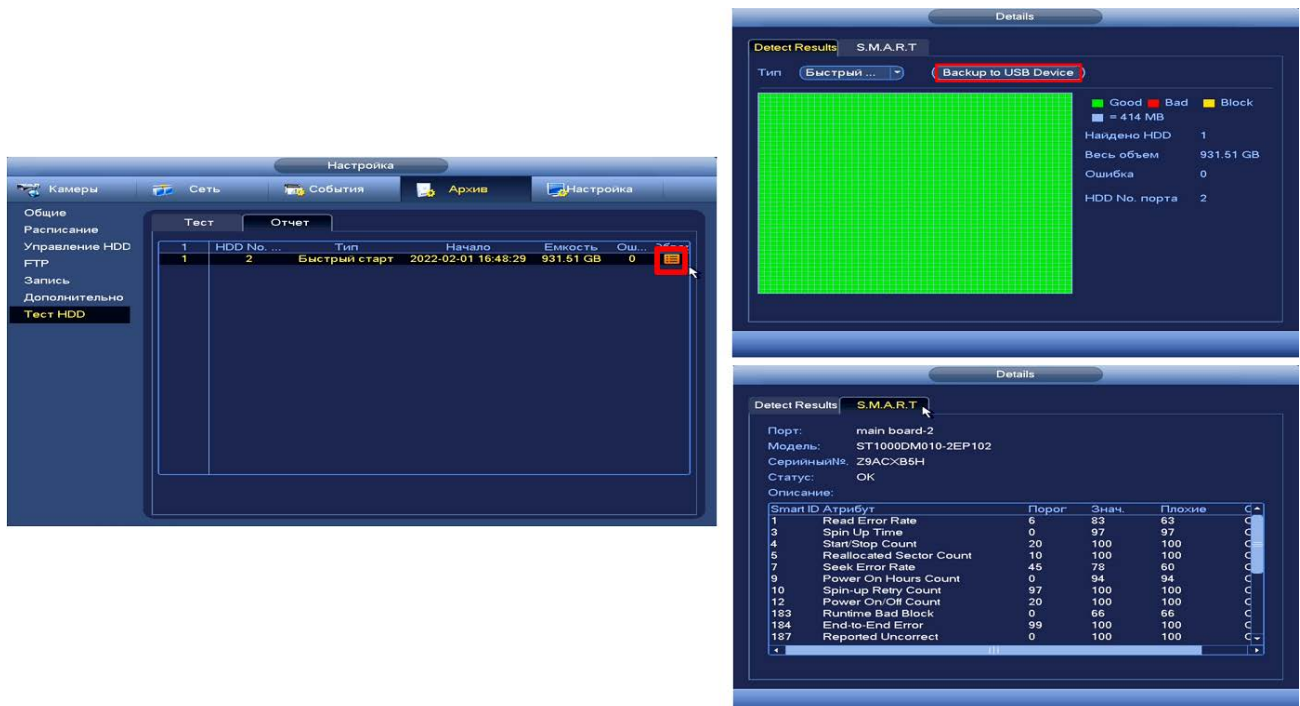 Настройка
Камеры Сеть События Архив Настройка
Общие
Расписание
Управление HDD
FTP
Запись
Дополнительно
Тест HDD
Тест Отчет
1 HDD No. ... Тип Начало Емкость Ош...
1 2 Быстрый старт 2022-02-01 16:48:29 931.51 GB 0
Details
Detect Results S.M.A.R.T
Тип Быстрый ... Backup to USB Device
Good Bad Block
= 414 MB
Найдено HDD 1
Весь объем 931.51 GB
Ошибка 0
HDD No. порта 2
Details
Detect Results S.M.A.R.T
Порт: main board-2
Модель: ST1000DM010-2EP102
Серийный№. Z9ACXB5H
Статус: OK
Описание:
Smart ID Атрибут Порог Знач. Плохие С
1 Read Error Rate 6 83 63
3 Spin Up Time 0 97 97
4 Start/Stop Count 20 100 100
5 Reallocated Sector Count 10 100 100
7 Seek Error Rate 45 78 60
9 Power On Hours Count 0 94 94
10 Spin-up Retry Count 97 100 100
12 Power On/Off Count 20 100 100
183 Runtime Bad Block 0 66 66
184 End-to-End Error 99 100 100
187 Reported Uncorrect 0 100 100